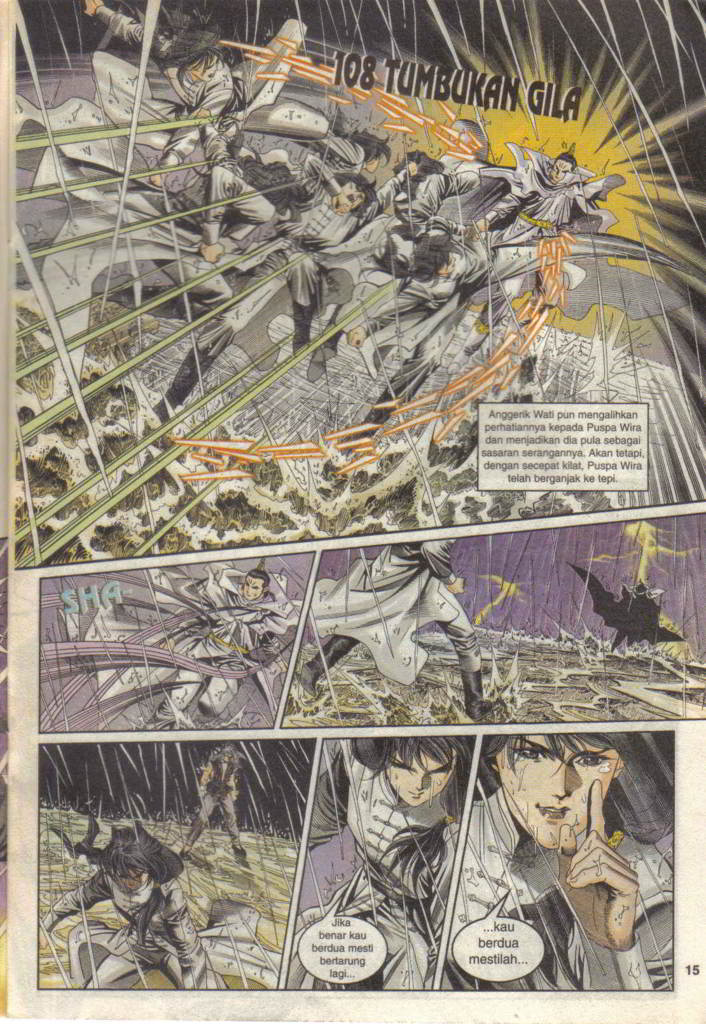 108 TUMBUKAN GILA
Anggerik Wati pun mengalihkan
perhatiannya kepada Puspa Wira
dan menjadikan dia pula sebagai
sasaran serangannya. Akan tetapi,
dengan secepat kilat, Puspa Wira
telah berganjak ke tepi.
SHA
Jika
benar kau
berdua mesti
bertarung
lagi...
...kau
berdua
mestilah...
15